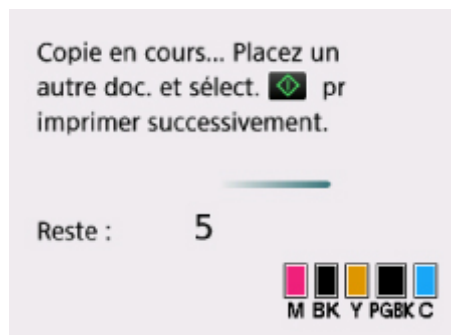 Copie en cours... Placez un
autre doc. et sélect. pr
imprimer successivement.
Reste : 5
M BK Y PGBK C